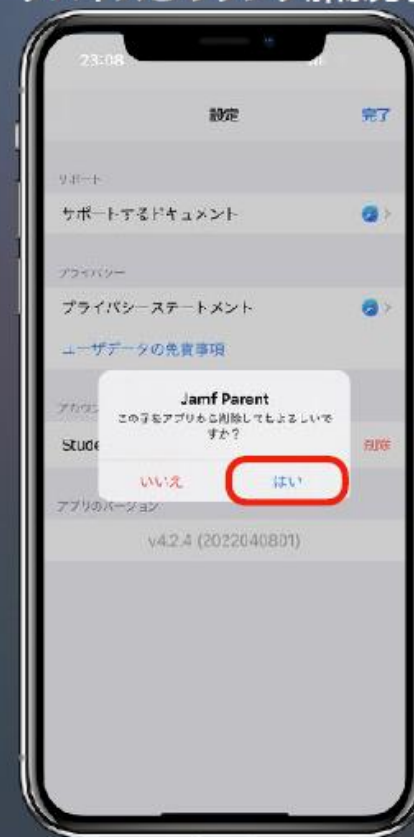 23:08
設定
完了
サポート
サポートするドキュメント
プライバシー
プライバシーステートメント
ユーザデータの免責事項
Jamf Parent
この子をアプリから削除してもよろしいで
すか?
Stude
削除
いいえ
はい
アプリのバージョン
v4.2.4 (2022040801)